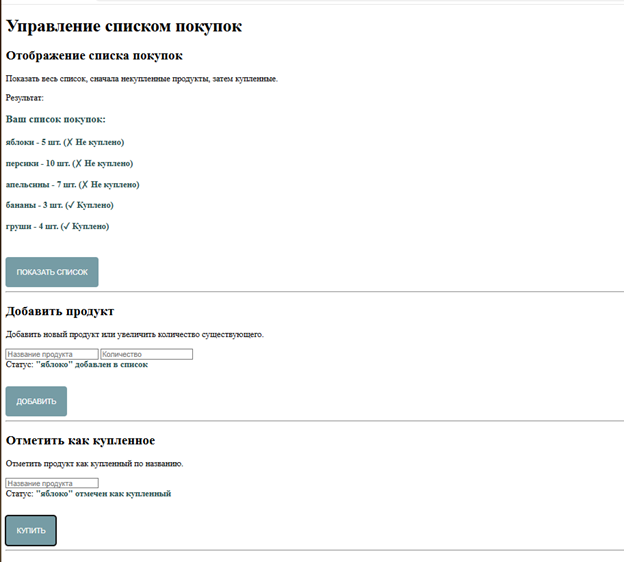 Управление списком покупок
Отображение списка покупок
Показать весь список, сначала некупленные продукты, затем купленные.
Результат:
Ваш список покупок:
яблоки - 5 шт. (✗ Не куплено)
персики - 10 шт. (✗ Не куплено)
апельсины - 7 шт. (✗ Не куплено)
бананы - 3 шт. (✓ Куплено)
груши - 4 шт. (✓ Куплено)
ПОКАЗАТЬ СПИСОК
Добавить продукт
Добавить новый продукт или увеличить количество существующего.
Название продукта Количество
Статус: "яблоко" добавлен в список
ДОБАВИТЬ
Отметить как купленное
Отметить продукт как купленный по названию.
Название продукта
Статус: "яблоко" отмечен как купленный
КУПИТЬ